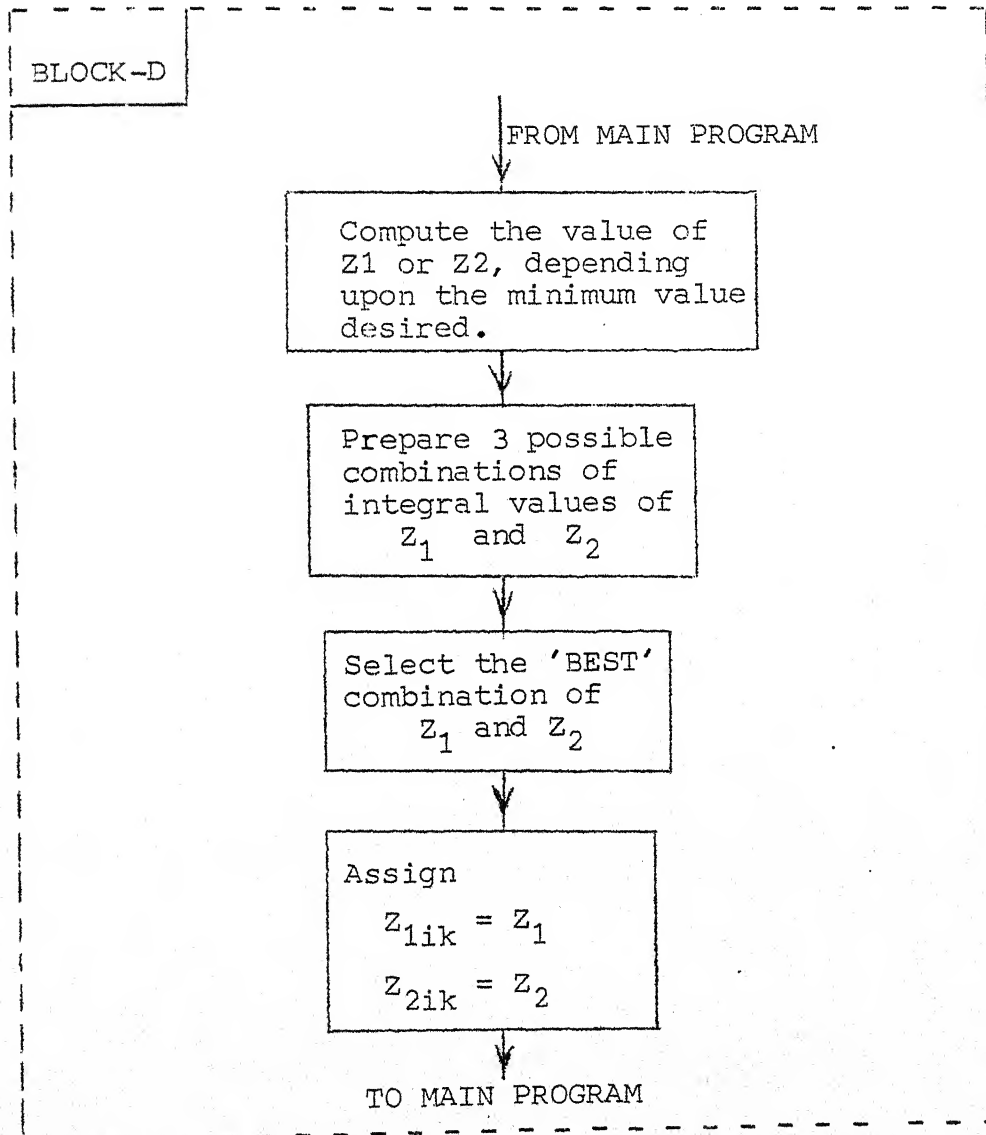 BLOCK-D
FROM MAIN PROGRAM
Compute the value of
Z1 or Z2, depending
upon the minimum value
desired.
Prepare 3 possible
combinations of
integral values of
Z₁ and Z₂
Select the 'BEST'
combination of
Z₁ and Z₂
Assign
Z₁ᵢₖ = Z₁
Z₂ᵢₖ = Z₂
TO MAIN PROGRAM